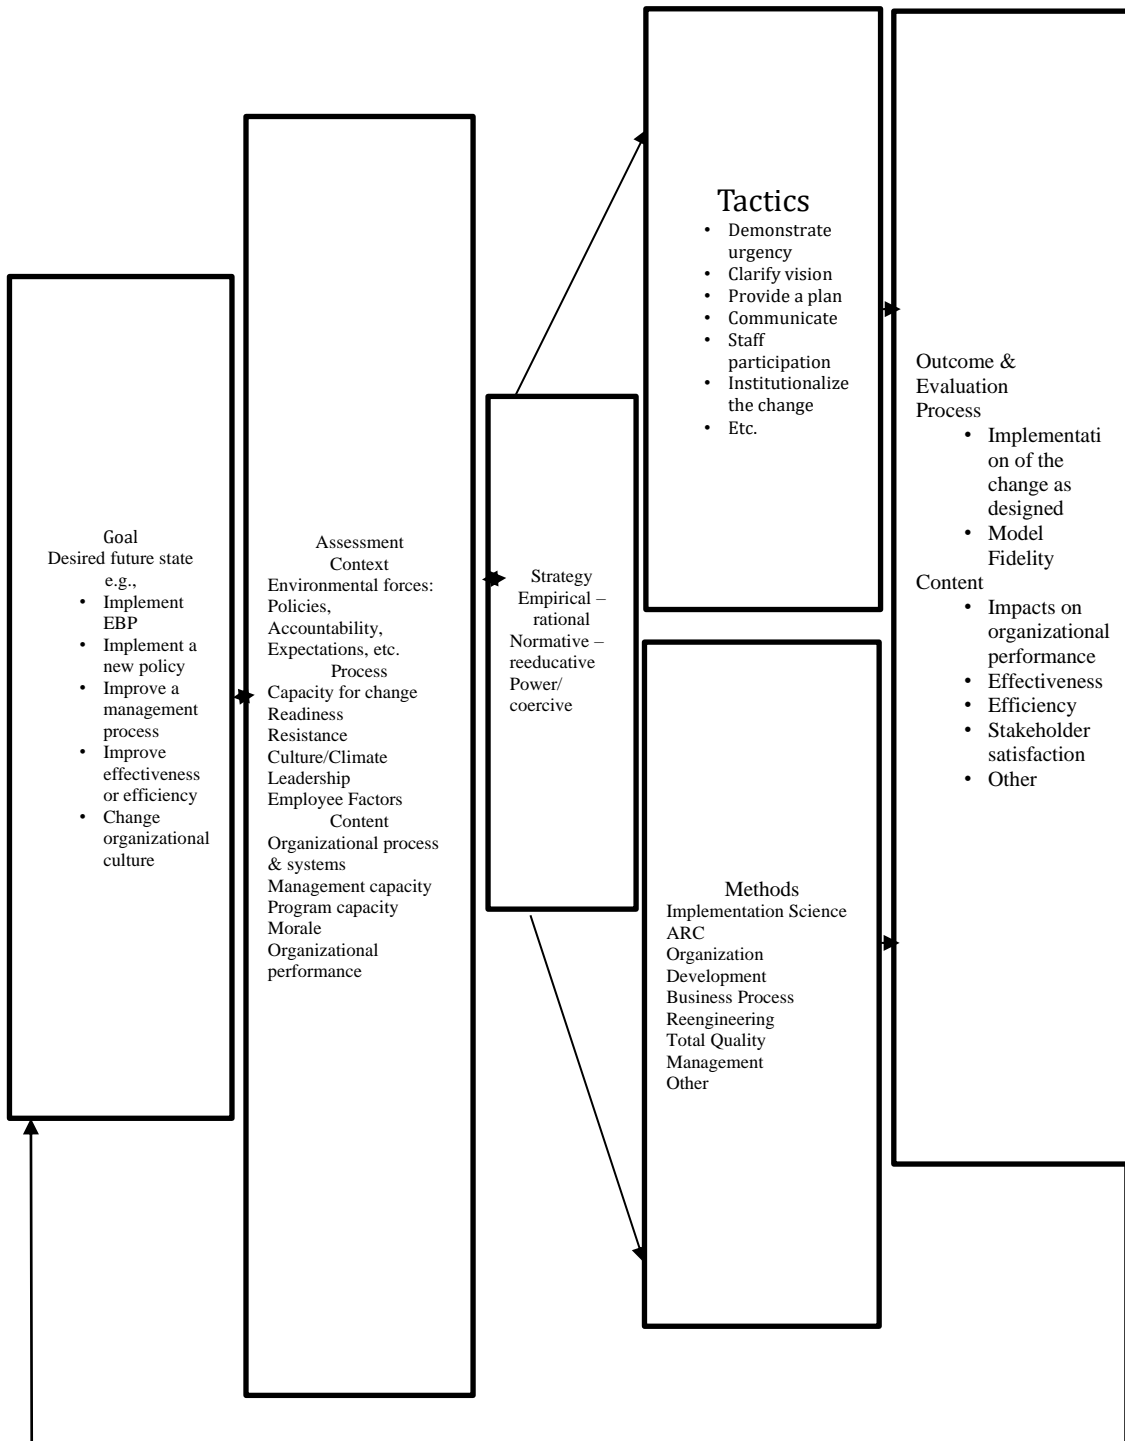 Goal
Desired future state
e.g.,
• Implement
EBP
• Implement a
new policy
• Improve a
management
process
• Improve
effectiveness
or efficiency
• Change
organizational
culture
Assessment
Context
Environmental forces:
Policies,
Accountability,
Expectations, etc.
Process
Capacity for change
Readiness
Resistance
Culture/Climate
Leadership
Employee Factors
Content
Organizational process
& systems
Management capacity
Program capacity
Morale
Organizational
performance
Strategy
Empirical –
rational
Normative –
reeducative
Power/
coercive
Tactics
• Demonstrate
urgency
• Clarify vision
• Provide a plan
• Communicate
• Staff
participation
• Institutionalize
the change
• Etc.
Methods
Implementation Science
ARC
Organization
Development
Business Process
Reengineering
Total Quality
Management
Other
Outcome &
Evaluation
Process
• Implementati
on of the
change as
designed
• Model
Fidelity
Content
• Impacts on
organizational
performance
• Effectiveness
• Efficiency
• Stakeholder
satisfaction
• Other